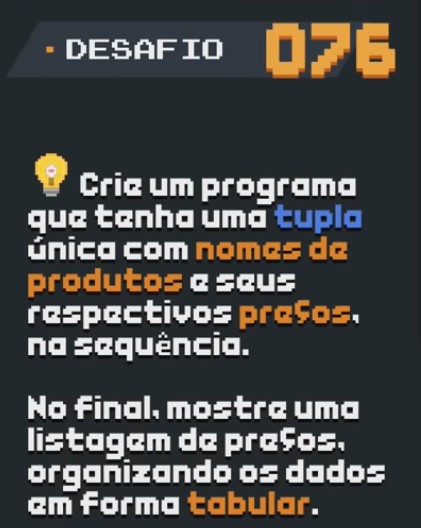 DESAFIO 076
Crie um programa
que tenha uma tupla
única com nomes de
produtos e seus
respectivos preços,
na sequência.
No final, mostre uma
listagem de preços,
organizando os dados
em forma tabular.